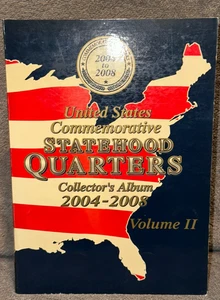 2004
to
2008
United States
Commemorative
STATEHOOD
QUARTERS
Collector's Album
2004-2008
Volume II